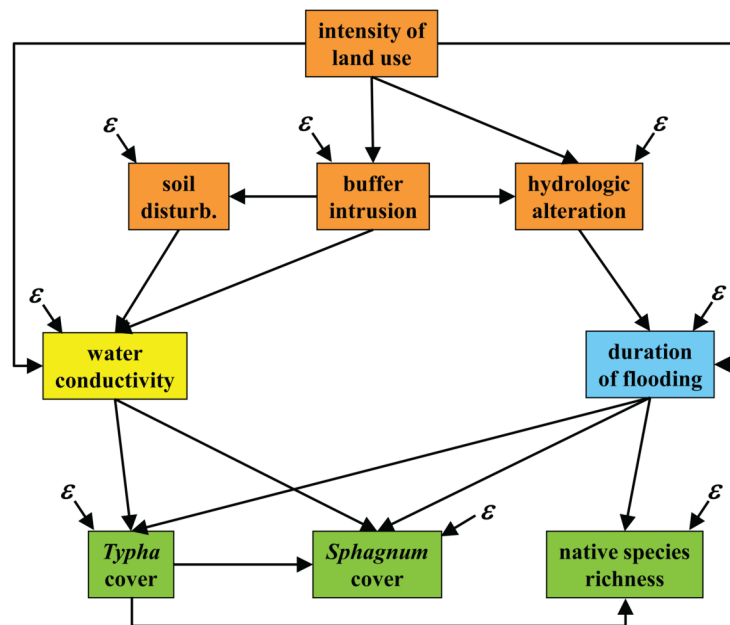 intensity of
land use
ε
ε
ε
soil
disturb.
buffer
intrusion
hydrologic
alteration
ε
ε
water
conductivity
duration
of flooding
ε
ε
ε
Typha
cover
Sphagnum
cover
native species
richness